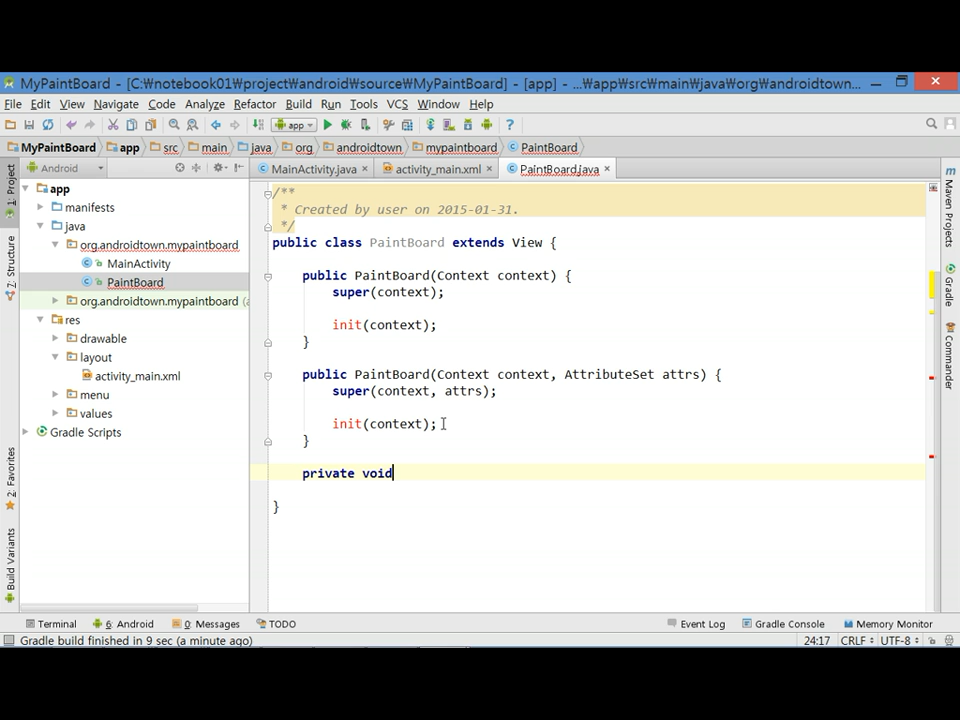 MyPaintBoard - [C:₩notebook01₩project₩android₩source₩MyPaintBoard] - [app] - ...₩app₩src₩main₩java₩org₩androidtown...
File Edit View Navigate Code Analyze Refactor Build Run Tools VCS Window Help
app
MyPaintBoard app src main java org androidtown mypaintboard PaintBoard
Android MainActivity.java activity_main.xml PaintBoard.java
1: Project
7: Structure
2: Favorites
Build Variants
app
manifests
java
org.androidtown.mypaintboard
MainActivity
PaintBoard
org.androidtown.mypaintboard (a
res
drawable
layout
activity_main.xml
menu
values
Gradle Scripts
/**
* Created by user on 2015-01-31.
*/
public class PaintBoard extends View {
public PaintBoard(Context context) {
super(context);
init(context);
}
public PaintBoard(Context context, AttributeSet attrs) {
super(context, attrs);
init(context);
}
private void
}
Maven Projects
Gradle
Commander
Terminal 6: Android 0: Messages TODO Event Log Gradle Console Memory Monitor
Gradle build finished in 9 sec (a minute ago) 24:17 CRLF UTF-8